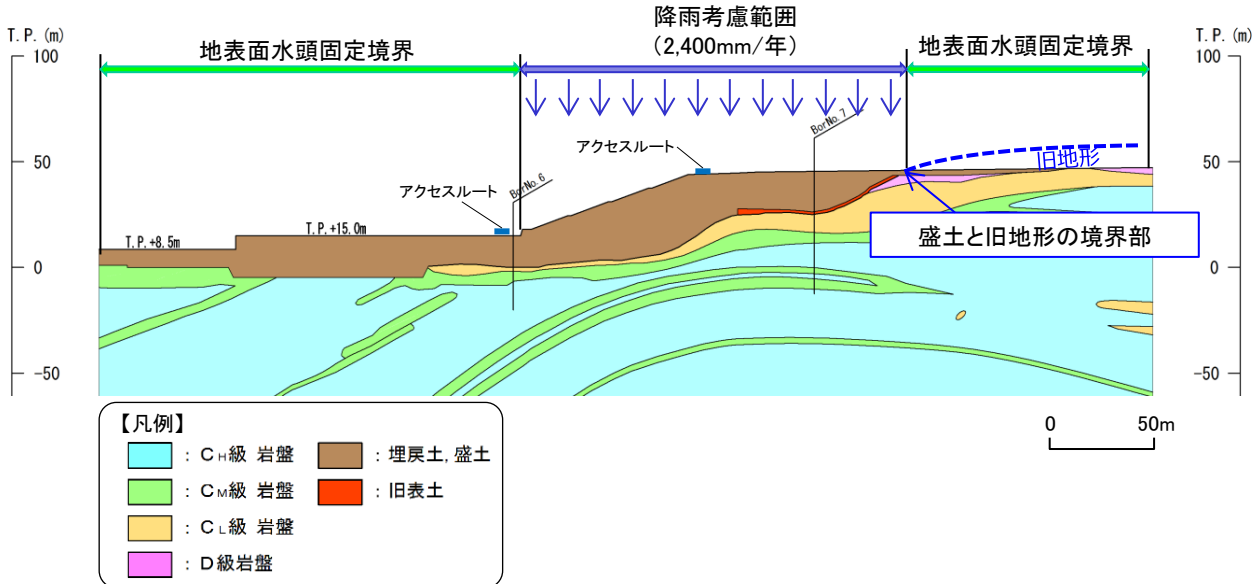 T.P.(m)
100
50
0
-50
地表面水頭固定境界
降雨考慮範囲
(2,400mm/年)
地表面水頭固定境界
T.P.(m)
100
50
0
-50
BorNo.7
アクセスルート
旧地形
アクセスルート
BorNo.6
盛土と旧地形の境界部
T.P.+15.0m
T.P.+8.5m
【凡例】
：CH級 岩盤
：埋戻土,盛土
：CM級 岩盤
：旧表土
：CL級 岩盤
：D級岩盤
0 50m